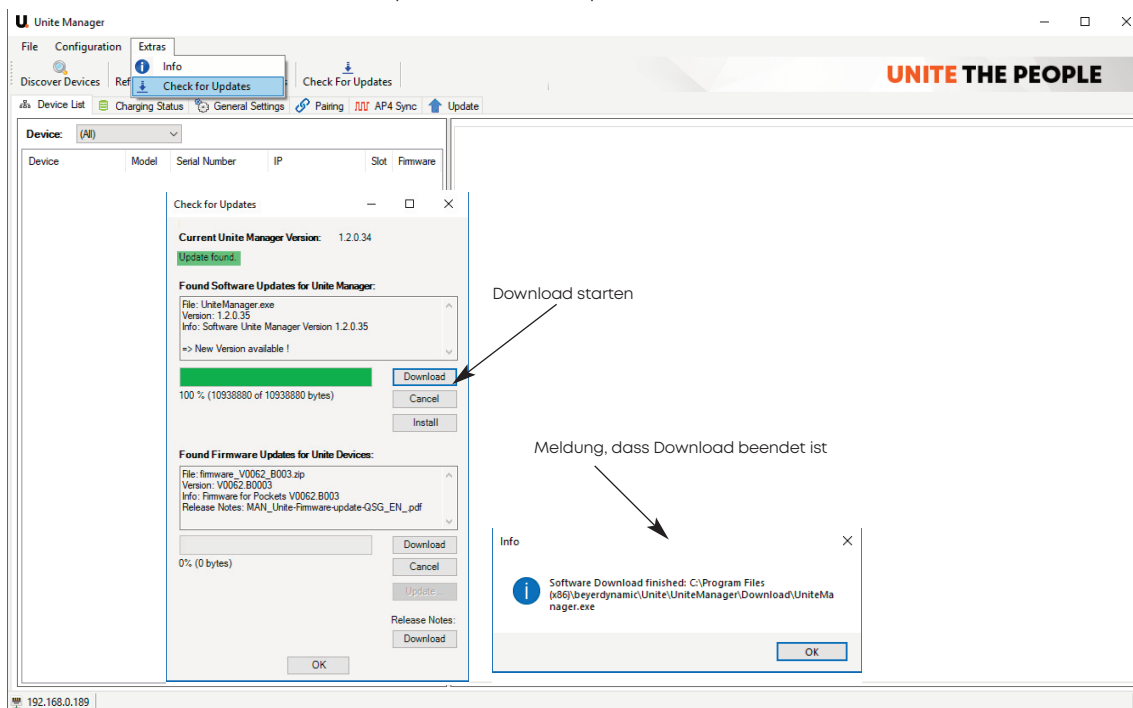 Unite Manager
File Configuration Extras
Info
Check for Updates
Discover Devices Ref s Check For Updates
UNITE THE PEOPLE
Device List Charging Status General Settings Pairing AP4 Sync Update
Device: (All)
Device Model Serial Number IP Slot Firmware
Check for Updates
Current Unite Manager Version: 1.2.0.34
Update found.
Found Software Updates for Unite Manager:
File: UniteManager.exe
Version: 1.2.0.35
Info: Software Unite Manager Version 1.2.0.35
=> New Version available !
Download
100 % (10938880 of 10938880 bytes)
Cancel
Install
Download starten
Found Firmware Updates for Unite Devices:
File: firmware_V0062_B003.zip
Version: V0062.B003
Info: Firmware for Pockets V0062.B003
Release Notes: MAN_Unite-Firmware-update-QSG_EN_.pdf
Download
0% (0 bytes)
Cancel
Update ...
Release Notes:
Download
OK
Meldung, dass Download beendet ist
Info
Software Download finished: C:\Program Files
(x86)\beyerdynamic\Unite\UniteManager\Download\UniteMa
nager.exe
OK
192.168.0.189